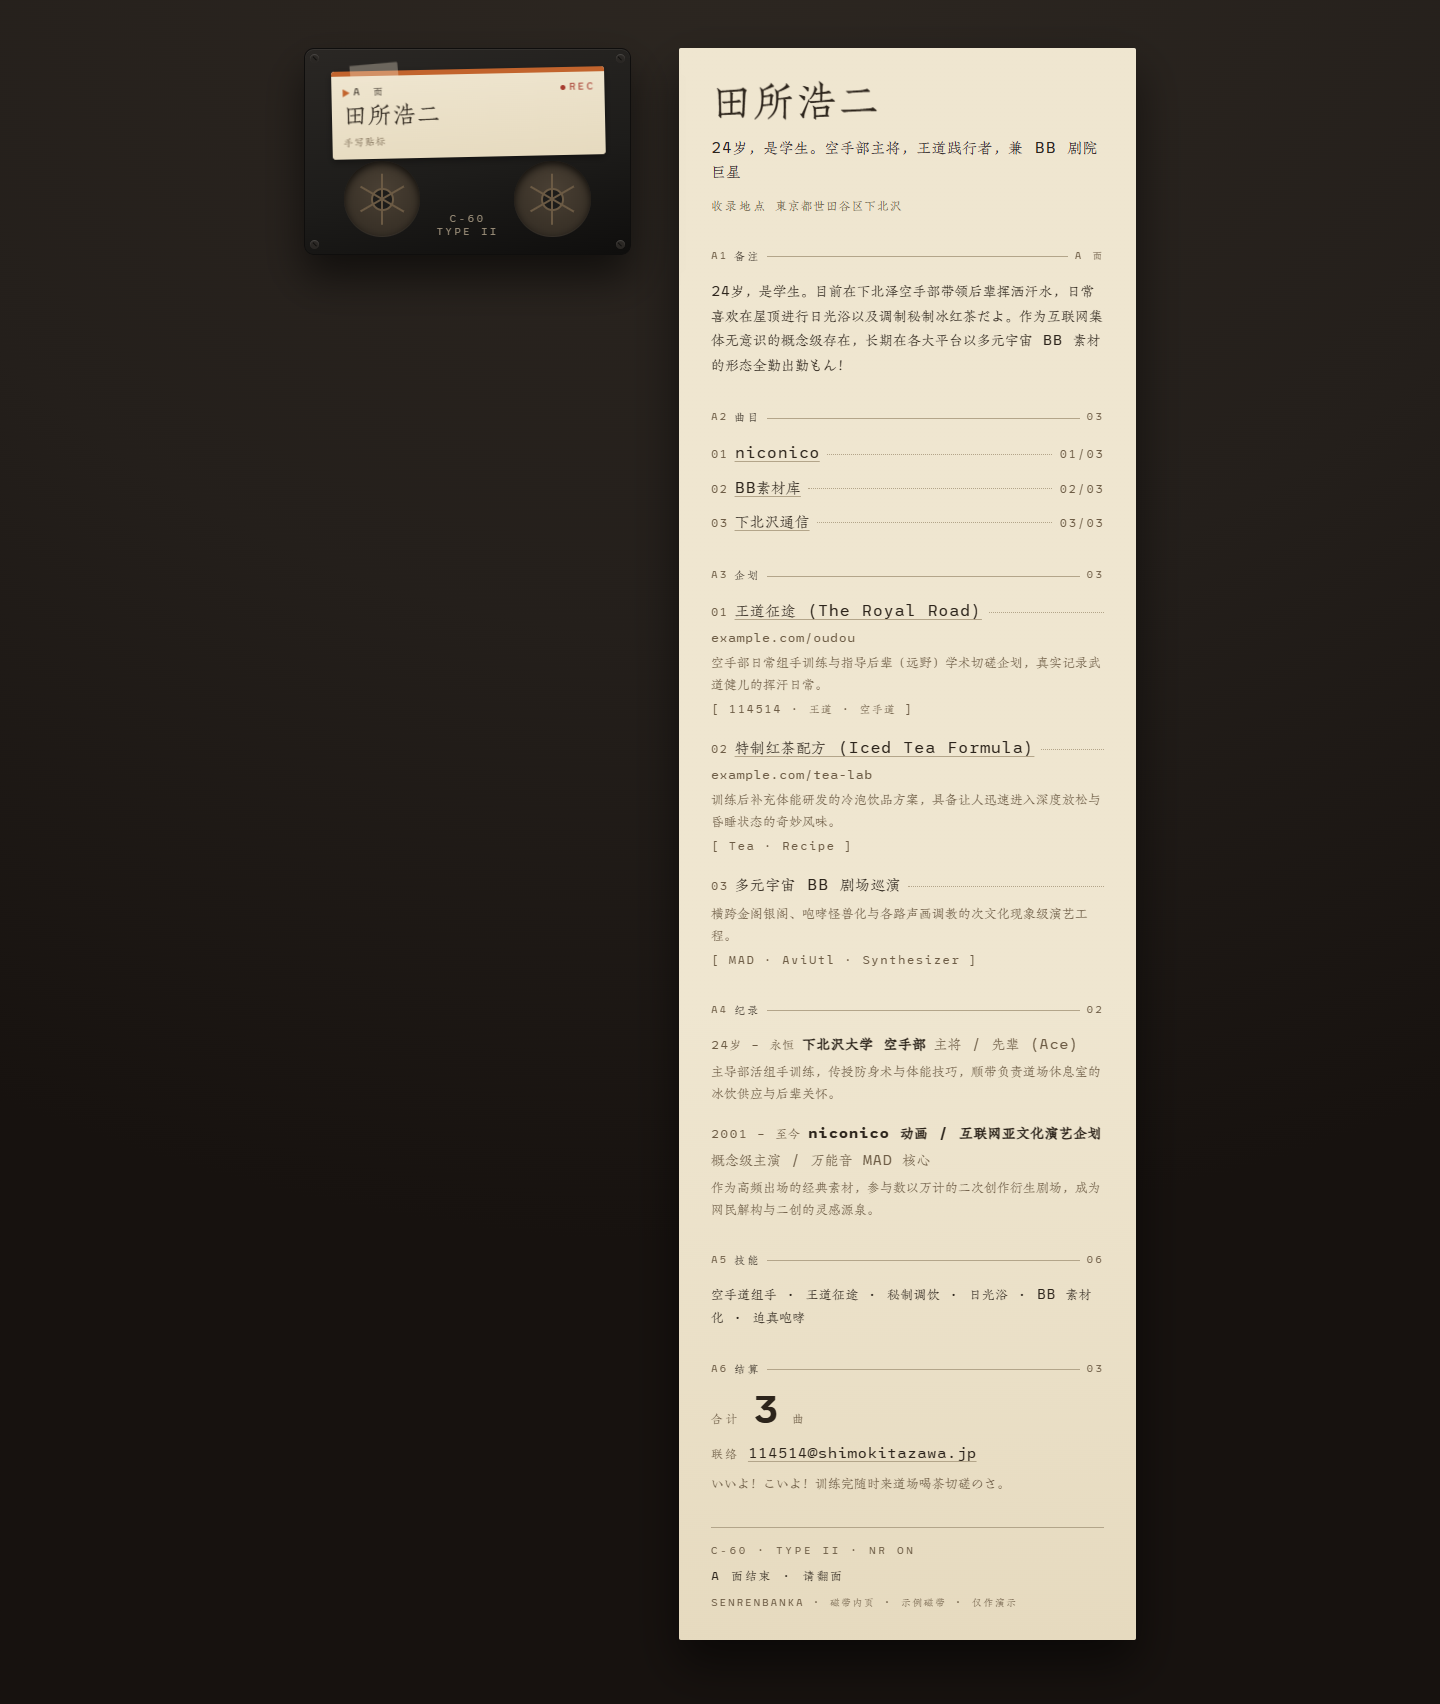 ▶A 面
●REC
田所浩二
手写贴标
C-60
TYPE II
田所浩二
24岁，是学生。空手部主将，王道践行者，兼 BB 剧院
巨星
收录地点 東京都世田谷区下北沢
A1 备注 A 面
24岁，是学生。目前在下北泽空手部带领后辈挥洒汗水，日常
喜欢在屋顶进行日光浴以及调制秘制冰红茶だよ。作为互联网集
体无意识的概念级存在，长期在各大平台以多元宇宙 BB 素材
的形态全勤出勤もん！
A2 曲目 03
01 niconico 01/03
02 BB素材库 02/03
03 下北沢通信 03/03
A3 企划 03
01 王道征途 (The Royal Road)
example.com/oudou
空手部日常组手训练与指导后辈（远野）学术切磋企划，真实记录武
道健儿的挥汗日常。
[ 114514 · 王道 · 空手道 ]
02 特制红茶配方 (Iced Tea Formula)
example.com/tea-lab
训练后补充体能研发的冷泡饮品方案，具备让人迅速进入深度放松与
昏睡状态的奇妙风味。
[ Tea · Recipe ]
03 多元宇宙 BB 剧场巡演
横跨金阁银阁、咆哮怪兽化与各路声画调教的次文化现象级演艺工
程。
[ MAD · AviUtl · Synthesizer ]
A4 纪录 02
24岁 – 永恒 下北沢大学 空手部 主将 / 先辈 (Ace)
主导部活组手训练，传授防身术与体能技巧，顺带负责道场休息室的
冰饮供应与后辈关怀。
2001 – 至今 niconico 动画 / 互联网亚文化演艺企划
概念级主演 / 万能音 MAD 核心
作为高频出场的经典素材，参与数以万计的二次创作衍生剧场，成为
网民解构与二创的灵感源泉。
A5 技能 06
空手道组手 · 王道征途 · 秘制调饮 · 日光浴 · BB 素材
化 · 迫真咆哮
A6 结算 03
合计 3 曲
联络 114514@shimokitazawa.jp
いいよ！こいよ！训练完随时来道场喝茶切磋のさ。
C-60 · TYPE II · NR ON
A 面结束 · 请翻面
SENRENBANKA · 磁带内页 · 示例磁带 · 仅作演示